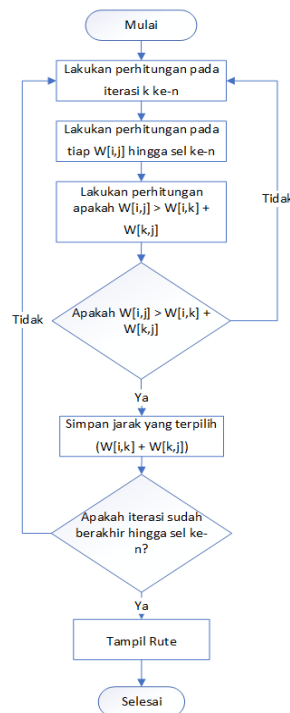 Mulai
Lakukan perhitungan pada
iterasi k ke-n
Lakukan perhitungan pada
tiap W[i,j] hingga sel ke-n
Lakukan perhitungan
apakah W[i,j] > W[i,k] +
W[k,j]
Tidak
Tidak
Apakah W[i,j] > W[i,k] +
W[k,j]
Ya
Simpan jarak yang terpilih
(W[i,k] + W[k,j])
Apakah iterasi sudah
berakhir hingga sel ke-
n?
Ya
Tampil Rute
Selesai